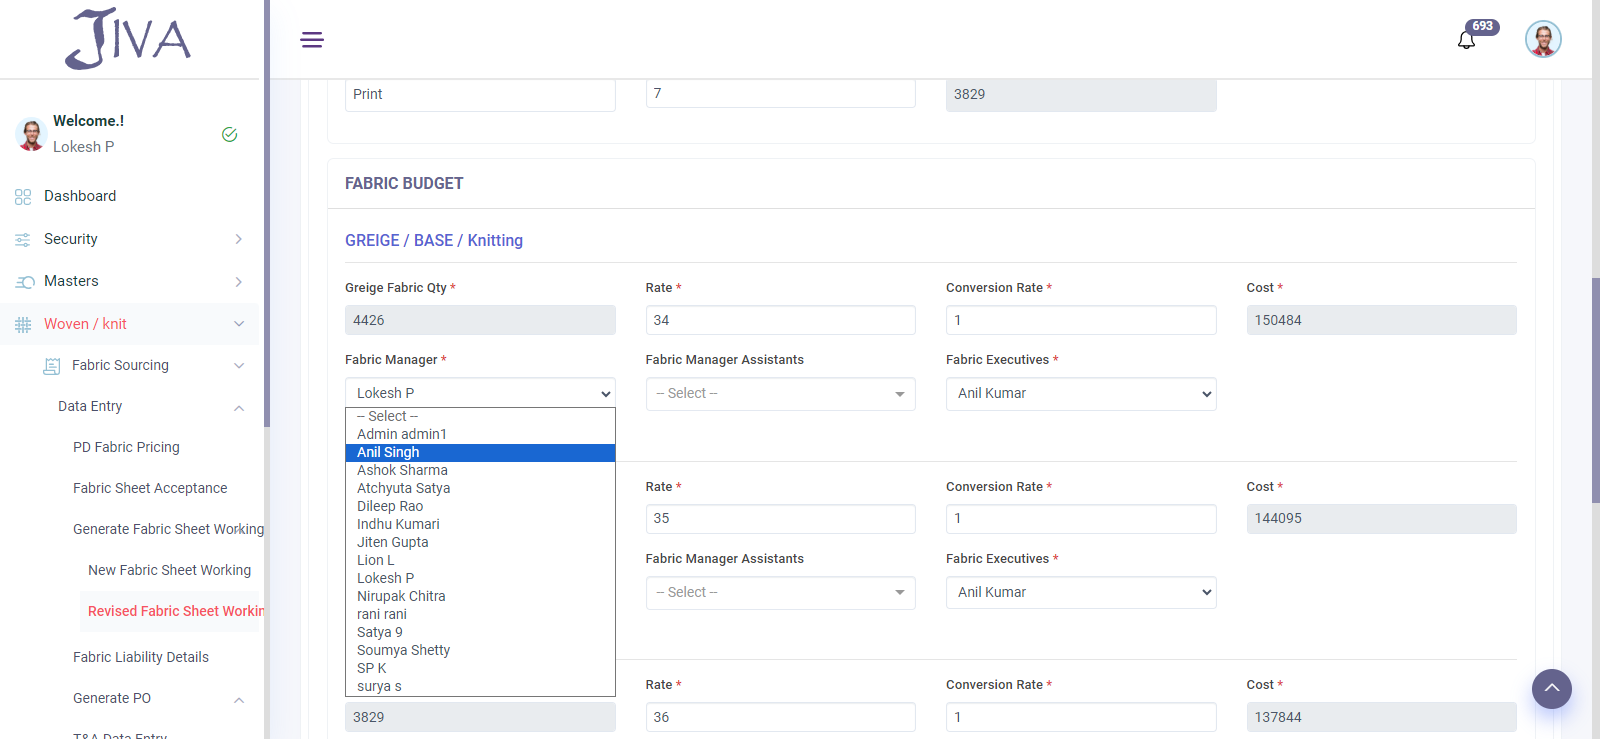 JIVA
693
Welcome.!
Lokesh P
Dashboard
Security
Masters
Woven / knit
Fabric Sourcing
Data Entry
PD Fabric Pricing
Fabric Sheet Acceptance
Generate Fabric Sheet Working
New Fabric Sheet Working
Revised Fabric Sheet Workin
Fabric Liability Details
Generate PO
T&A Data Entry
Print 7 3829
FABRIC BUDGET
GREIGE / BASE / Knitting
Greige Fabric Qty * Rate * Conversion Rate * Cost *
4426 34 1 150484
Fabric Manager * Fabric Manager Assistants Fabric Executives *
Lokesh P -- Select -- Anil Kumar
-- Select --
Admin admin1
Anil Singh
Ashok Sharma
Atchyuta Satya
Dileep Rao
Indhu Kumari
Jiten Gupta
Lion L
Lokesh P
Nirupak Chitra
rani rani
Satya 9
Soumya Shetty
SP K
surya s
Rate * Conversion Rate * Cost *
35 1 144095
Fabric Manager Assistants Fabric Executives *
-- Select -- Anil Kumar
Rate * Conversion Rate * Cost *
3829 36 1 137844